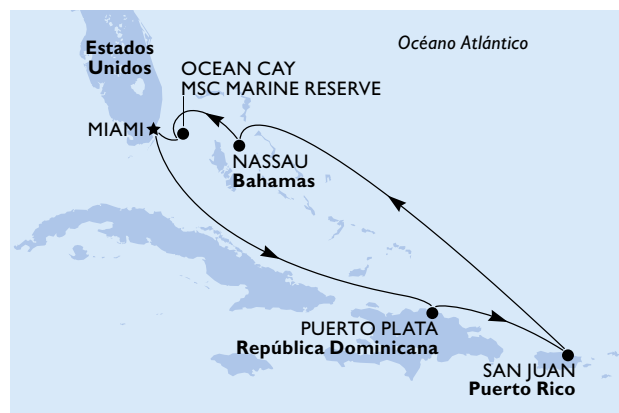 Estados
Unidos
Océano Atlántico
OCEAN CAY
MSC MARINE RESERVE
MIAMI
NASSAU
Bahamas
PUERTO PLATA
República Dominicana
SAN JUAN
Puerto Rico